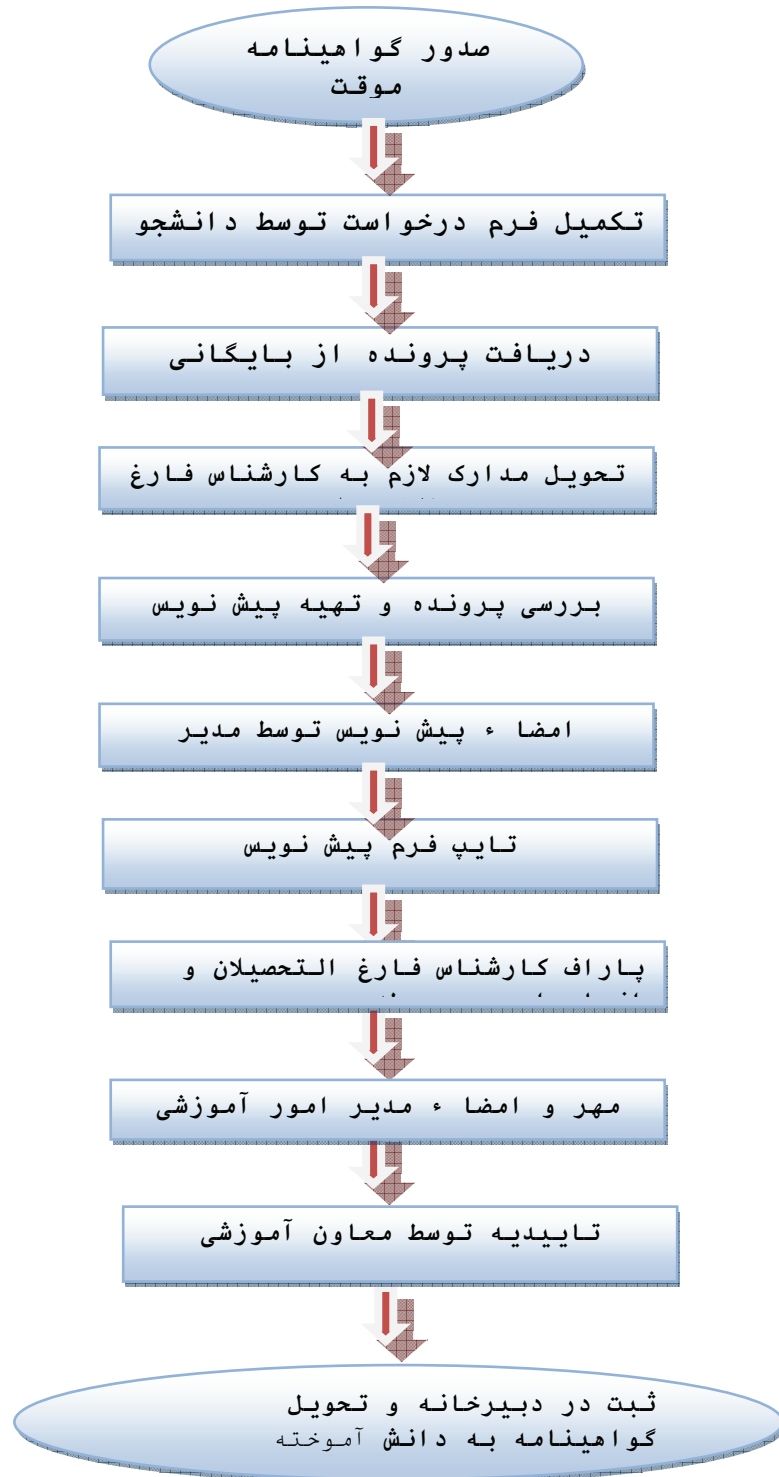 صدور گواهینامه
موقت
تکمیل فرم درخواست توسط دانشجو
دریافت پرونده از بایگانی
تحویل مدارک لازم به کارشناس فارغ
بررسی پرونده و تهیه پیش نویس
امضا ء پیش نویس توسط مدیر
تایپ فرم پیش نویس
پاراف کارشناس فارغ التحصیلان و
مهر و امضا ء مدیر امور آموزشی
تاییدیه توسط معاون آموزشی
ثبت در دبیرخانه و تحویل
گواهینامه به دانش آموخته